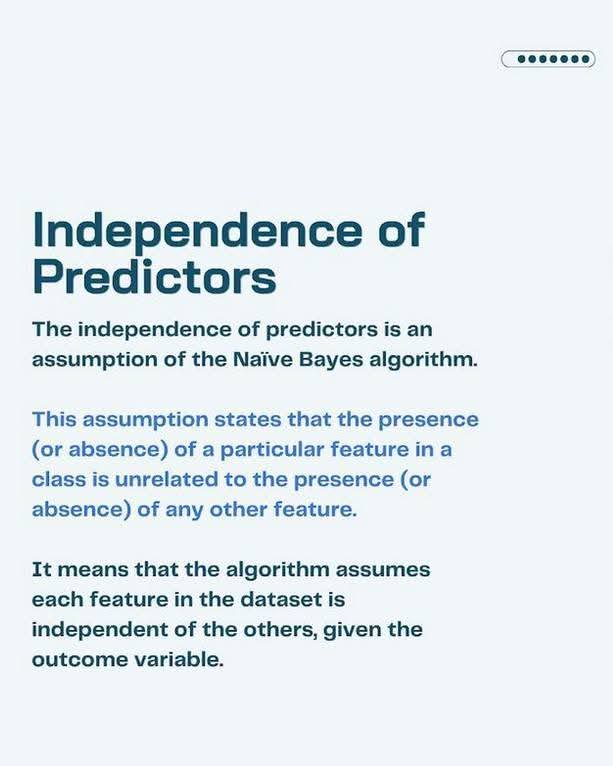 Independence of
Predictors
The independence of predictors is an
assumption of the Naïve Bayes algorithm.
This assumption states that the presence
(or absence) of a particular feature in a
class is unrelated to the presence (or
absence) of any other feature.
It means that the algorithm assumes
each feature in the dataset is
independent of the others, given the
outcome variable.